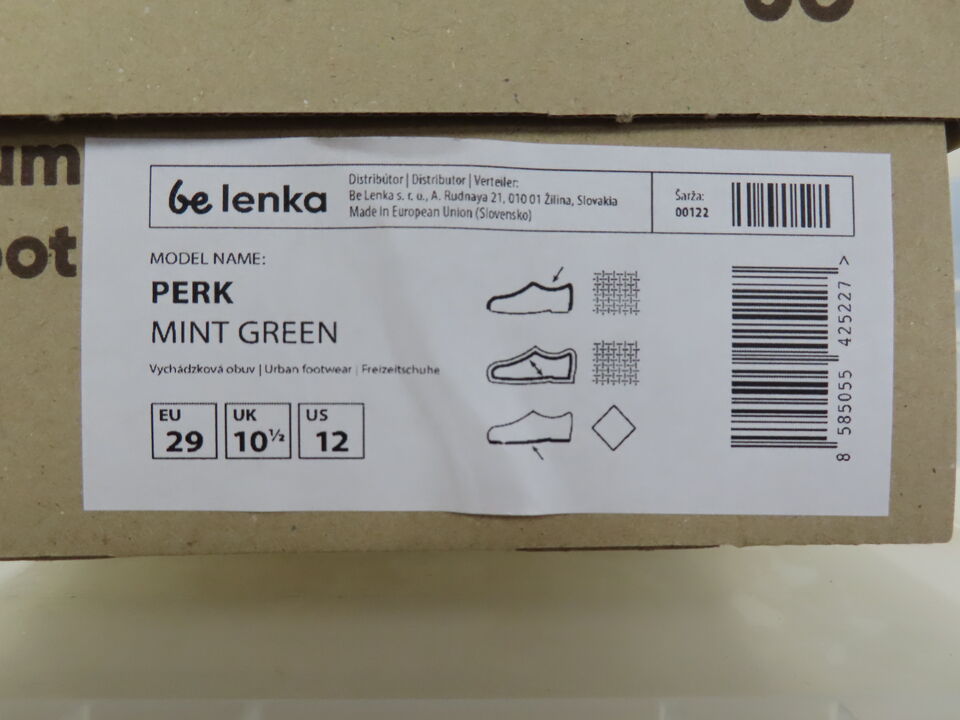 be lenka
Distribútor | Distributor | Verteiler:
Be Lenka s. r. o., A. Rudnaya 21, 010 01 Žilina, Slovakia
Made in European Union (Slovensko)
Šarža:
00122
MODEL NAME:
PERK
MINT GREEN
Vychádzková obuv | Urban footwear | Freizeitschuhe
EU
29
UK
10½
US
12
8 585055 425227 >
um
ot